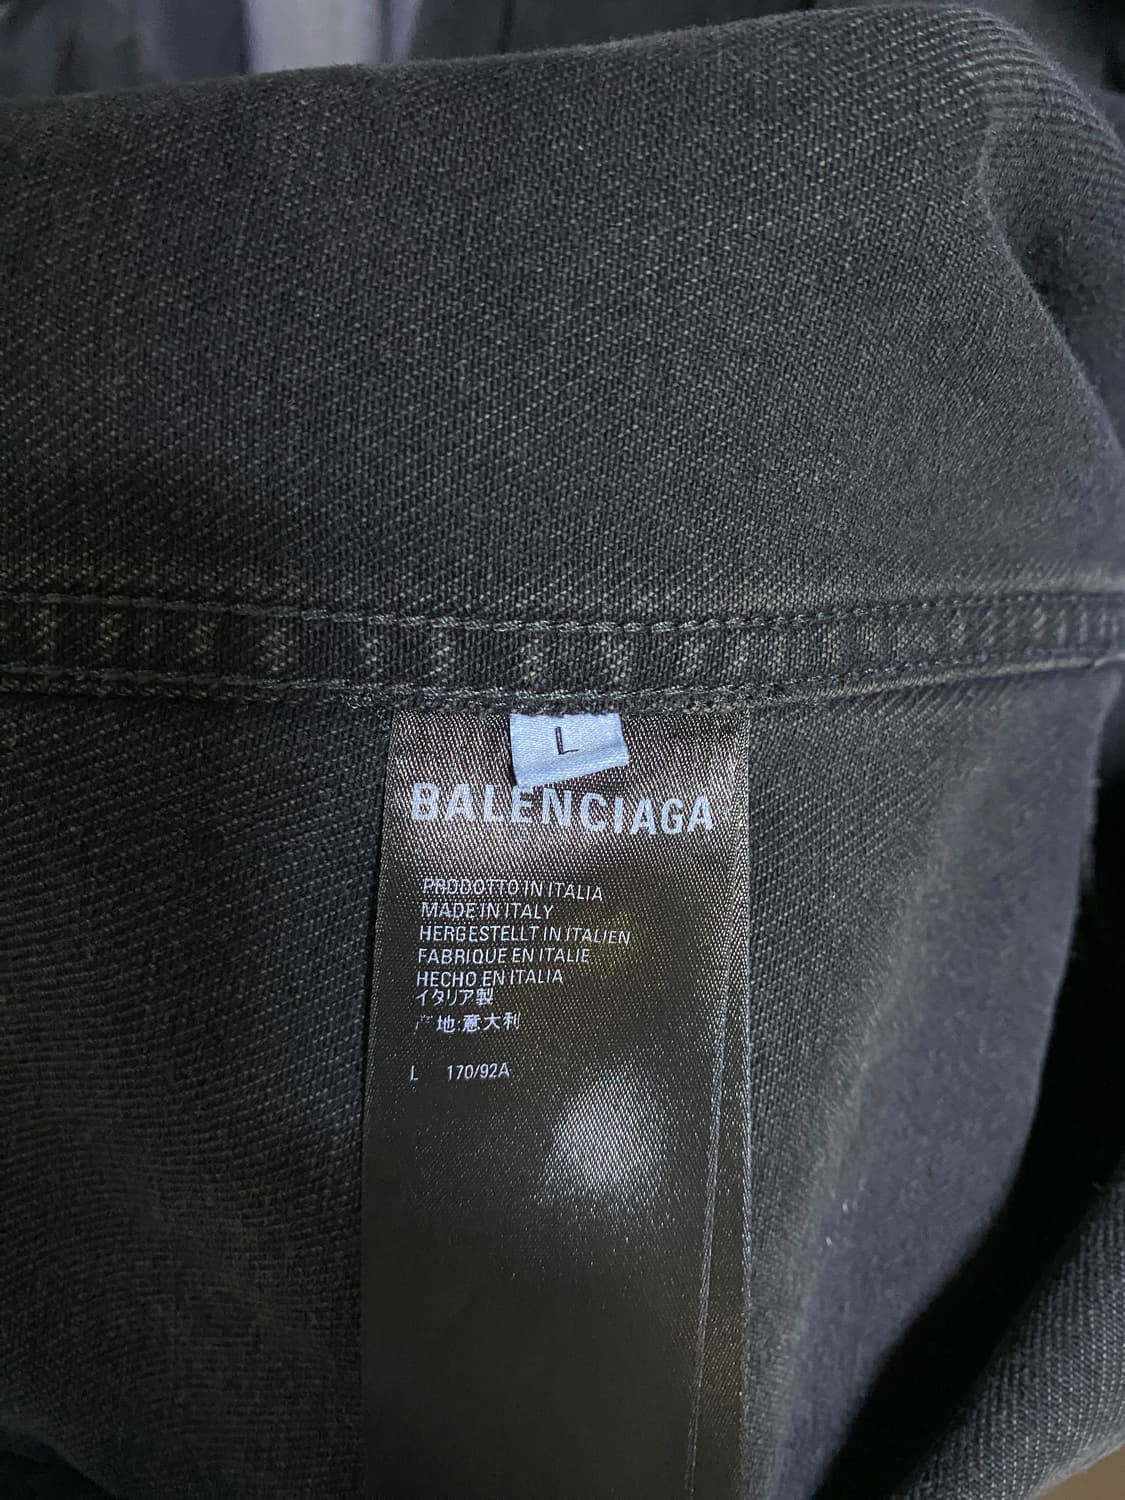 L
BALENCIAGA
PRODOTTO IN ITALIA
MADE IN ITALY
HERGESTELLT IN ITALIEN
FABRIQUE EN ITALIE
HECHO EN ITALIA
イタリア製
产地:意大利
L 170/92A